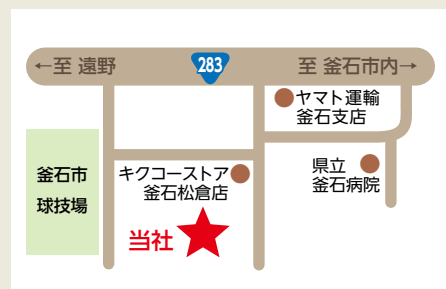 ←至 遠野
283
至 釜石市内→
ヤマト運輸
釜石支店
釜石市
球技場
キクコーストア
釜石松倉店
県立
釜石病院
当社